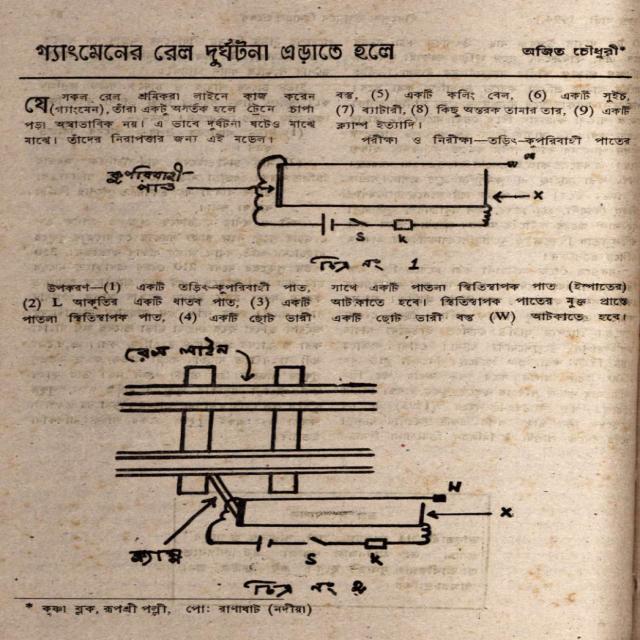 গ্যাংমেনের রেল দুর্ঘটনা এড়াতে হলে
অজিত চৌধুরী*
যে সকল রেল শ্রমিকরা লাইনে কাজ করেন
(গ্যাংমেন), তাঁরা একটু অসর্তক হলে ট্রেনে চাপা
পড়া অস্বাভাবিক নয়। এ ভাবে দুর্ঘটনা ঘটেও মাঝে
মাঝে। তাঁদের নিরাপত্তার জন্য এই মডেল।
বস্তু, (5) একটি কলিং বেল, (6) একটি সুইচ,
(7) ব্যাটারী, (8) কিছু অন্তরক তামার তার, (9) একটি
ক্ল্যাম্প ইত্যাদি।
পরীক্ষা ও নিরীক্ষা—তড়িৎ-কুপরিবাহী পাতের
কুপরিবাহী
পাত
W
X
S
K
চিত্র নং 1
উপকরণ—(1) একটি তড়িৎ-কুপরিবাহী পাত,
(2) L আকৃতির একটি ধাতব পাত, (3) একটি
পাতলা স্থিতিস্থাপক পাত, (4) একটি ছোট ভারী
সাথে একটি পাতলা স্থিতিস্থাপক পাত (ইস্পাতের)
আটকাতে হবে। স্থিতিস্থাপক পাতের মুক্ত প্রান্তে
একটি ছোট ভারী বস্তু (W) আটকাতে হবে।
রেল লাইন
W
X
S
K
ক্ল্যাম্প
চিত্র নং 2
* কৃষ্ণা ব্লক, রূপশ্রী পল্লী, পোঃ রাণাঘাট (নদীয়া)